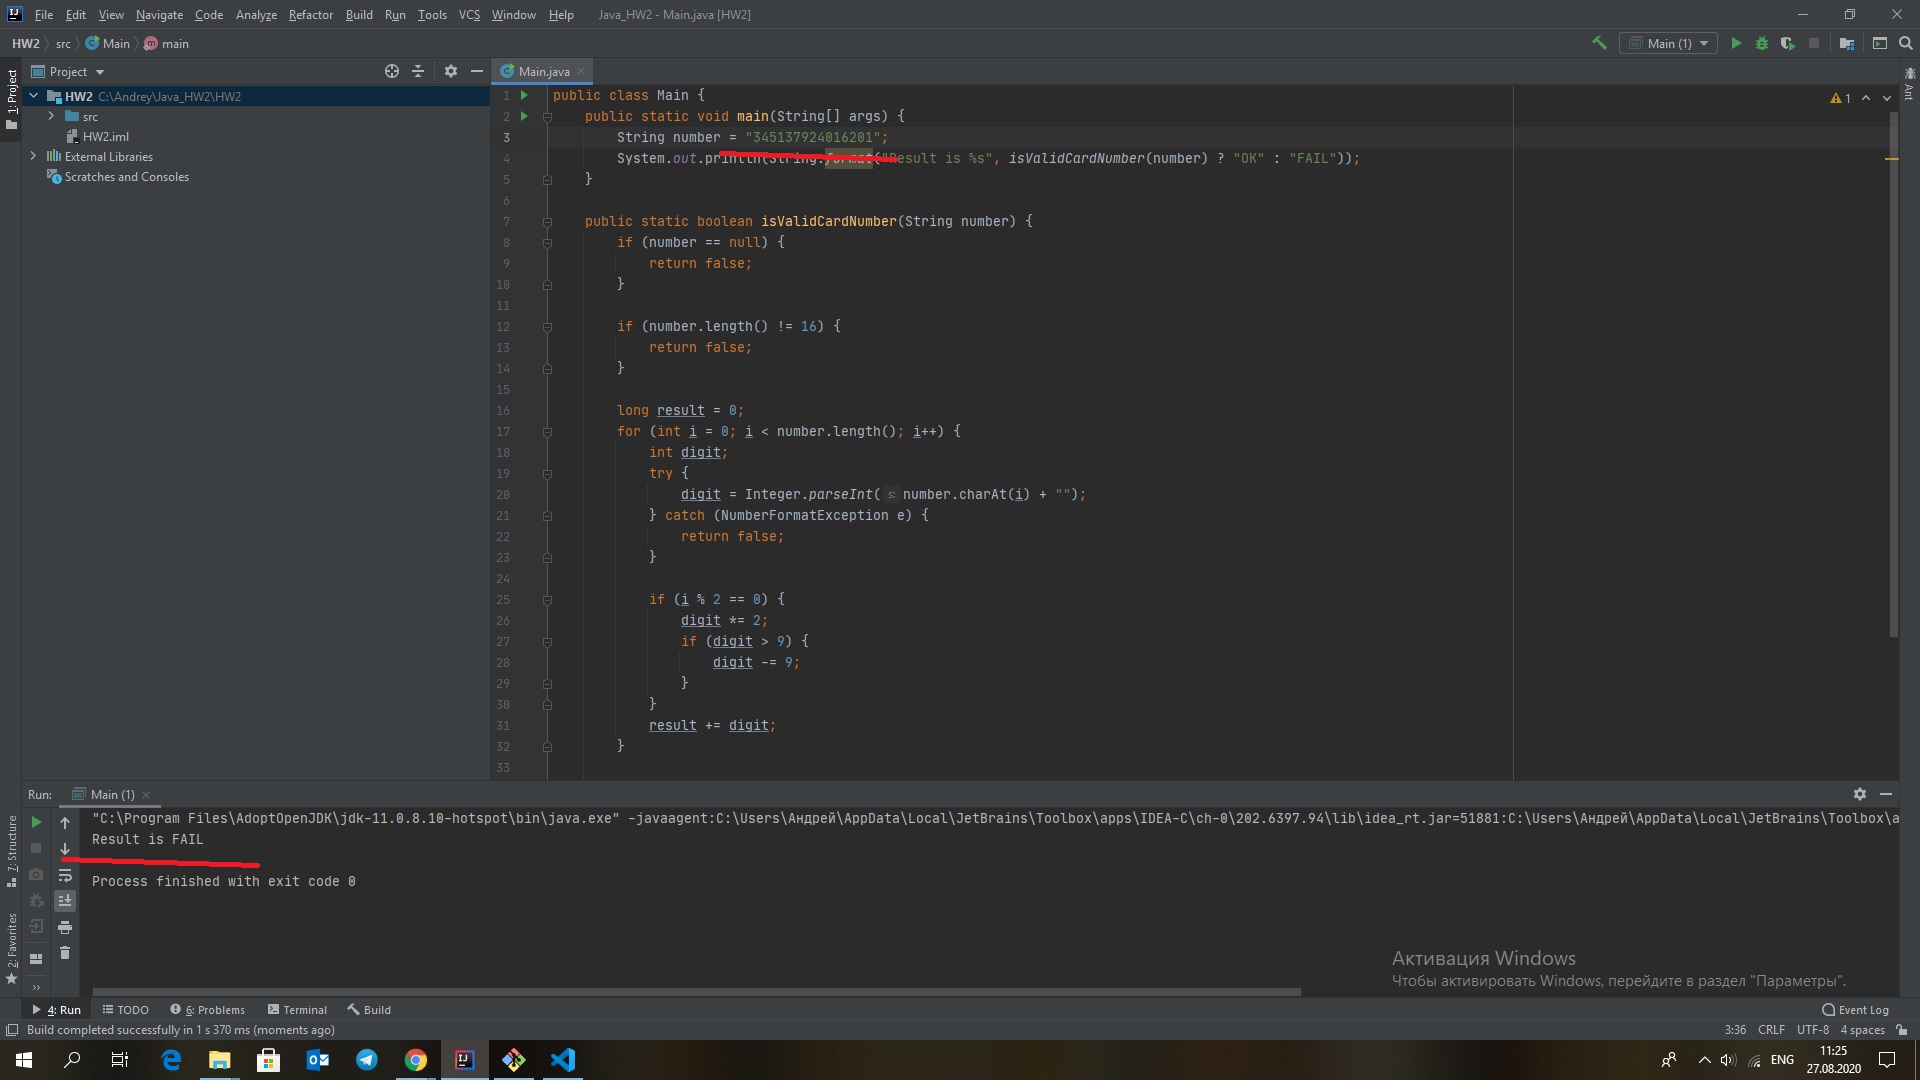 File Edit View Navigate Code Analyze Refactor Build Run Tools VCS Window Help Java_HW2 - Main.java [HW2]
HW2 src Main main
Main (1)
1: Project
Project
HW2 C:\Andrey\Java_HW2\HW2
src
HW2.iml
External Libraries
Scratches and Consoles
Main.java
1 public class Main {
2 public static void main(String[] args) {
3 String number = "345137924016201";
4 System.out.println(String.format("Result is %s", isValidCardNumber(number) ? "OK" : "FAIL"));
5 }
6
7 public static boolean isValidCardNumber(String number) {
8 if (number == null) {
9 return false;
10 }
11
12 if (number.length() != 16) {
13 return false;
14 }
15
16 long result = 0;
17 for (int i = 0; i < number.length(); i++) {
18 int digit;
19 try {
20 digit = Integer.parseInt( s: number.charAt(i) + "");
21 } catch (NumberFormatException e) {
22 return false;
23 }
24
25 if (i % 2 == 0) {
26 digit *= 2;
27 if (digit > 9) {
28 digit -= 9;
29 }
30 }
31 result += digit;
32 }
33
1
Ant
Run: Main (1)
"C:\Program Files\AdoptOpenJDK\jdk-11.0.8.10-hotspot\bin\java.exe" -javaagent:C:\Users\Андрей\AppData\Local\JetBrains\Toolbox\apps\IDEA-C\ch-0\202.6397.94\lib\idea_rt.jar=51881:C:\Users\Андрей\AppData\Local\JetBrains\Toolbox\a
Result is FAIL
Process finished with exit code 0
7: Structure
2: Favorites
Активация Windows
Чтобы активировать Windows, перейдите в раздел "Параметры".
4: Run TODO 6: Problems Terminal Build Event Log
Build completed successfully in 1 s 370 ms (moments ago) 3:36 CRLF UTF-8 4 spaces
ENG 11:25
27.08.2020